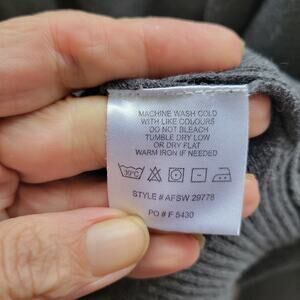 MACHINE WASH COLD
WITH LIKE COLOURS
DO NOT BLEACH
TUMBLE DRY LOW
OR DRY FLAT
WARM IRON IF NEEDED
30°C
STYLE # AFSW 29778
PO # F 5430